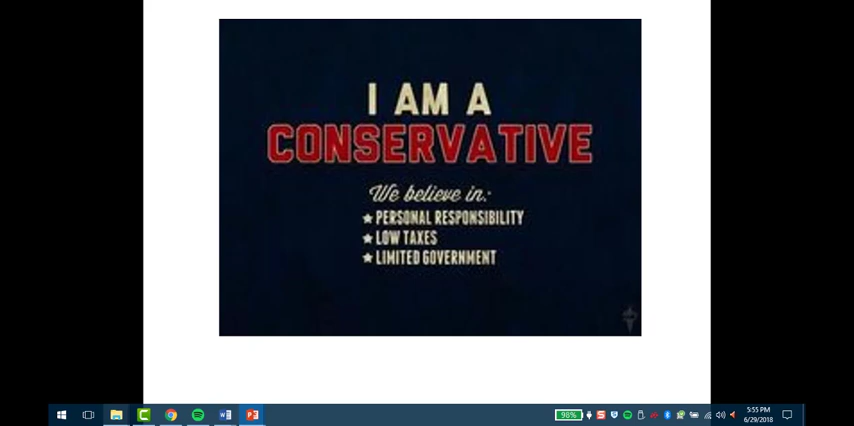 I AM A
CONSERVATIVE
We believe in:
★ PERSONAL RESPONSIBILITY
★ LOW TAXES
★ LIMITED GOVERNMENT
98%
5:55 PM
6/29/2018